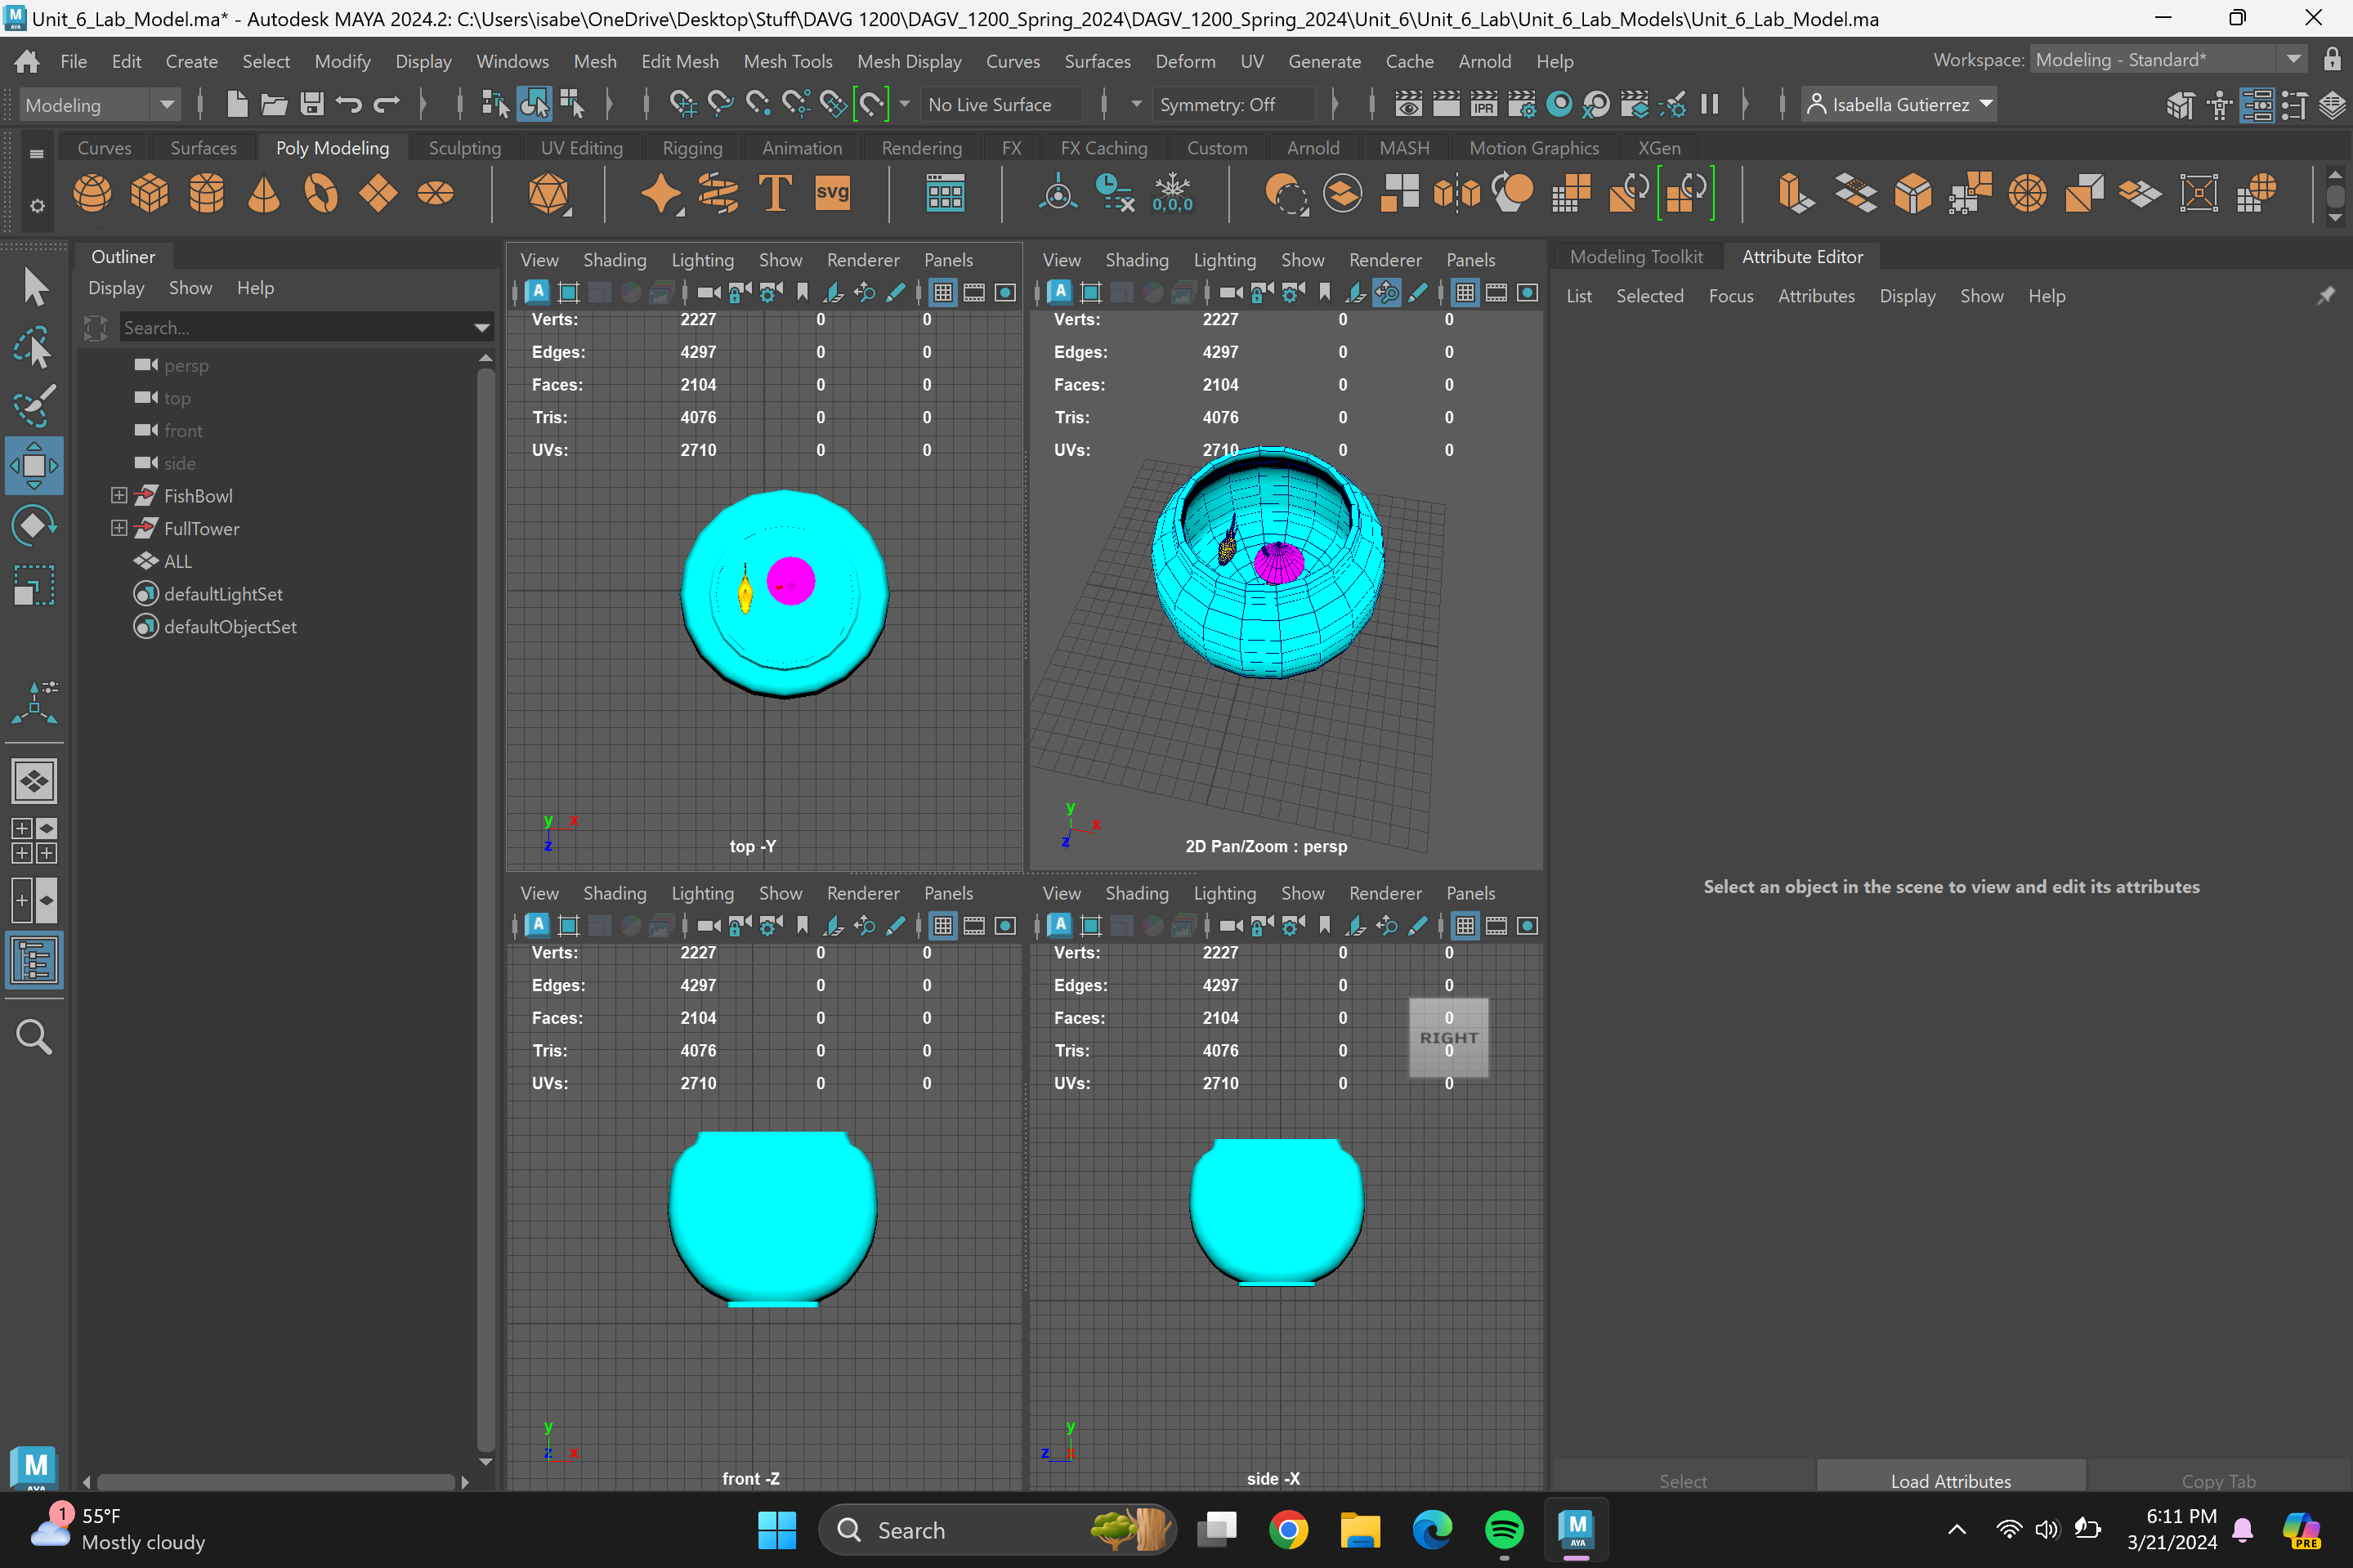 Unit_6_Lab_Model.ma* - Autodesk MAYA 2024.2: C:\Users\isabe\OneDrive\Desktop\Stuff\DAVG 1200\DAGV_1200_Spring_2024\DAGV_1200_Spring_2024\Unit_6\Unit_6_Lab\Unit_6_Lab_Models\Unit_6_Lab_Model.ma
File Edit Create Select Modify Display Windows Mesh Edit Mesh Mesh Tools Mesh Display Curves Surfaces Deform UV Generate Cache Arnold Help Workspace: Modeling - Standard*
Modeling No Live Surface Symmetry: Off IPR Isabella Gutierrez
Curves Surfaces Poly Modeling Sculpting UV Editing Rigging Animation Rendering FX FX Caching Custom Arnold MASH Motion Graphics XGen
T svg 0,0,0
Outliner
Display Show Help
Search...
persp
top
front
side
FishBowl
FullTower
ALL
defaultLightSet
defaultObjectSet
View Shading Lighting Show Renderer Panels
A
Verts: 2227 0 0
Edges: 4297 0 0
Faces: 2104 0 0
Tris: 4076 0 0
UVs: 2710 0 0
y x
z
top -Y
View Shading Lighting Show Renderer Panels
A
Verts: 2227 0 0
Edges: 4297 0 0
Faces: 2104 0 0
Tris: 4076 0 0
UVs: 2710 0 0
y
x
z
2D Pan/Zoom : persp
View Shading Lighting Show Renderer Panels
A
Verts: 2227 0 0
Edges: 4297 0 0
Faces: 2104 0 0
Tris: 4076 0 0
UVs: 2710 0 0
y
z x
front -Z
View Shading Lighting Show Renderer Panels
A
Verts: 2227 0 0
Edges: 4297 0 0
Faces: 2104 0 0
RIGHT
Tris: 4076 0 0
UVs: 2710 0 0
y
z x
side -X
Modeling Toolkit Attribute Editor
List Selected Focus Attributes Display Show Help
Select an object in the scene to view and edit its attributes
Select Load Attributes Copy Tab
M
AYA
1 55°F
Mostly cloudy
Search
M
AYA
6:11 PM
3/21/2024
PRE